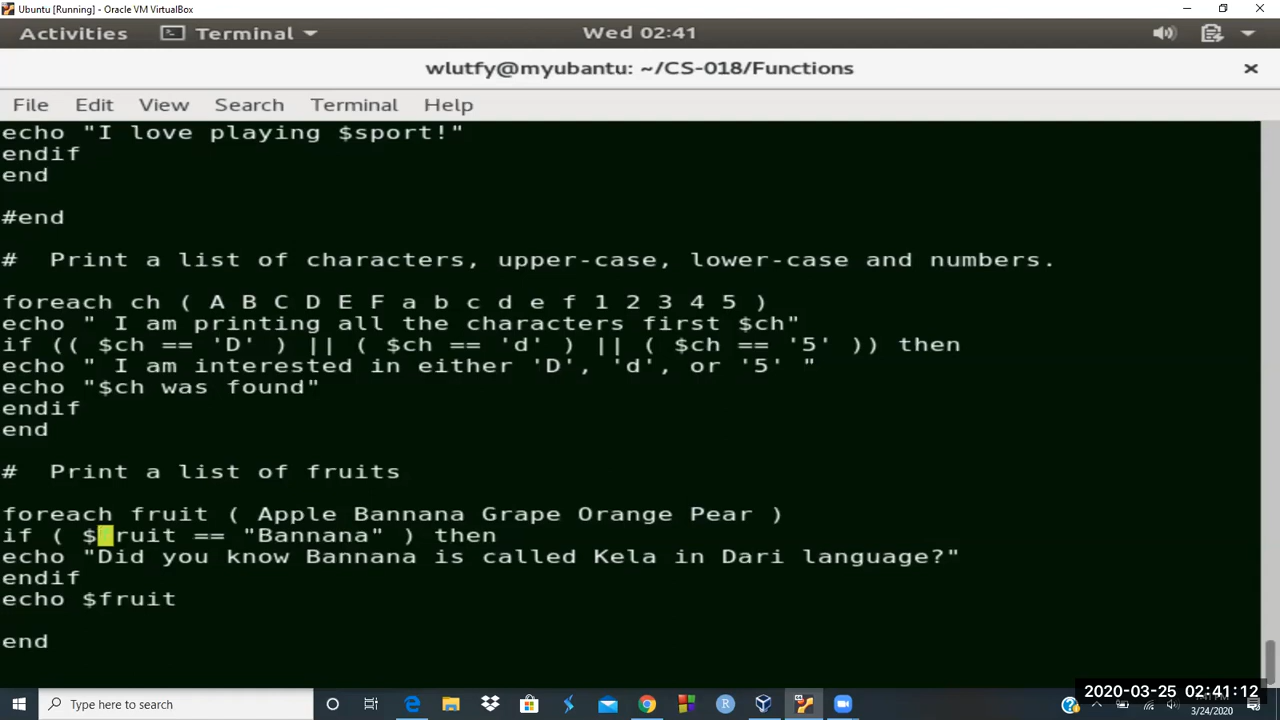 Ubuntu [Running] - Oracle VM VirtualBox
Activities Terminal Wed 02:41
wlutfy@myubantu: ~/CS-018/Functions
File Edit View Search Terminal Help
echo "I love playing $sport!"
endif
end
#end
#  Print a list of characters, upper-case, lower-case and numbers.
foreach ch ( A B C D E F a b c d e f 1 2 3 4 5 )
echo " I am printing all the characters first $ch"
if (( $ch == 'D' ) || ( $ch == 'd' ) || ( $ch == '5' )) then
echo " I am interested in either 'D', 'd', or '5' "
echo "$ch was found"
endif
end
#  Print a list of fruits
foreach fruit ( Apple Bannana Grape Orange Pear )
if ( $fruit == "Bannana" ) then
echo "Did you know Bannana is called Kela in Dari language?"
endif
echo $fruit
end
Type here to search
2020-03-25 02:41:12
3/24/2020